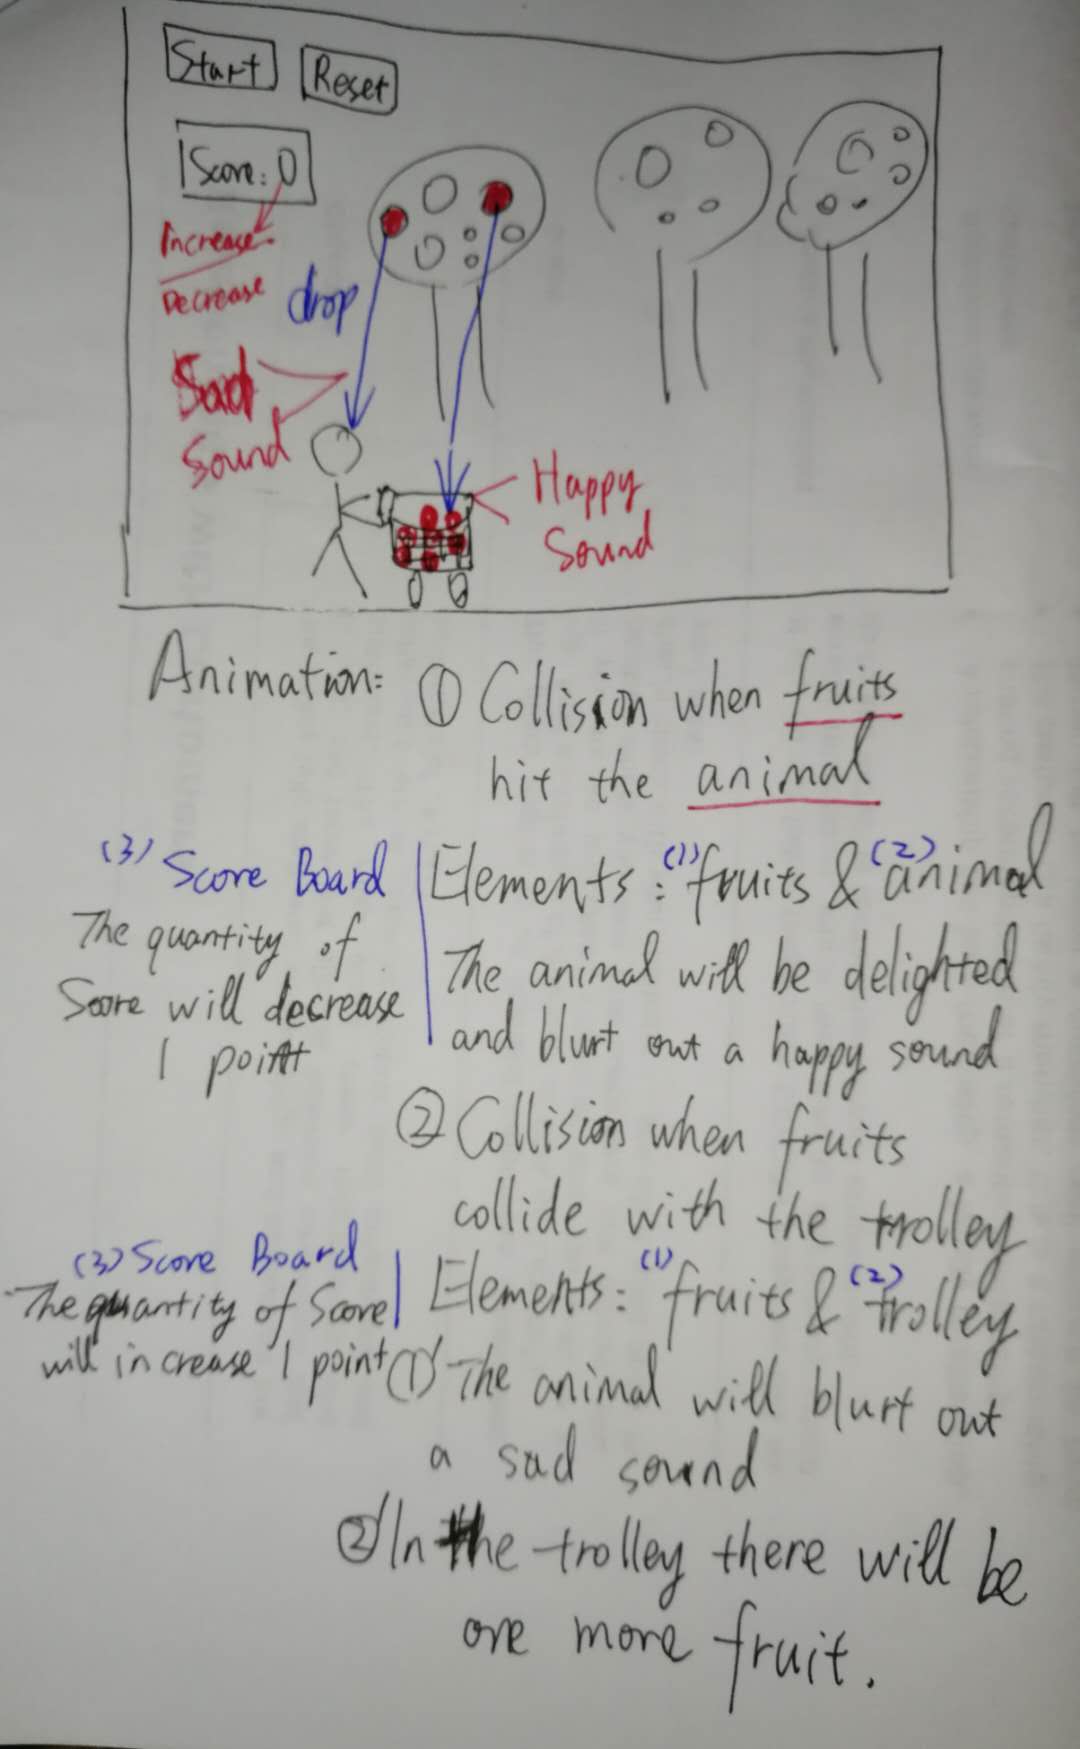 Start
Reset
Score: 0
Increase
Decrease
drop
Sad
Sound
Happy
Sound
Animation: ① Collision when fruits
hit the animal
(3) Score Board
The quantity of
Score will decrease
1 point
Elements: (1) fruits & (2) animal
The animal will be delighted
and blurt out a happy sound
② Collision when fruits
collide with the trolley
(3) Score Board
The quantity of Score
will increase 1 point
Elements: (1) fruits & (2) trolley
(1) The animal will blurt out
a sad sound
② In the trolley there will be
one more fruit.